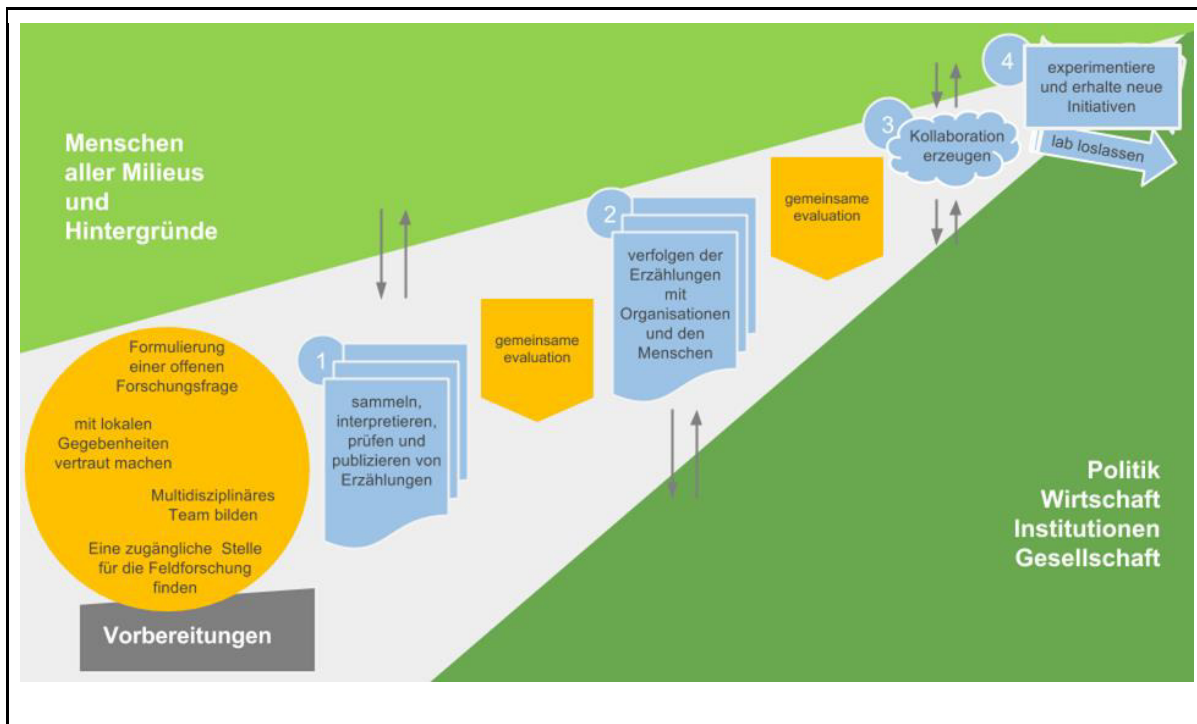 Menschen
aller Milieus
und
Hintergründe
Formulierung
einer offenen
Forschungsfrage
mit lokalen
Gegebenheiten
vertraut machen
Multidisziplinäres
Team bilden
Eine zugängliche Stelle
für die Feldforschung
finden
Vorbereitungen
1
sammeln,
interpretieren,
prüfen und
publizieren von
Erzählungen
gemeinsame
evaluation
2
verfolgen der
Erzählungen
mit
Organisationen
und den
Menschen
gemeinsame
evaluation
3
Kollaboration
erzeugen
4
experimentiere
und erhalte neue
Initiativen
lab loslassen
Politik
Wirtschaft
Institutionen
Gesellschaft